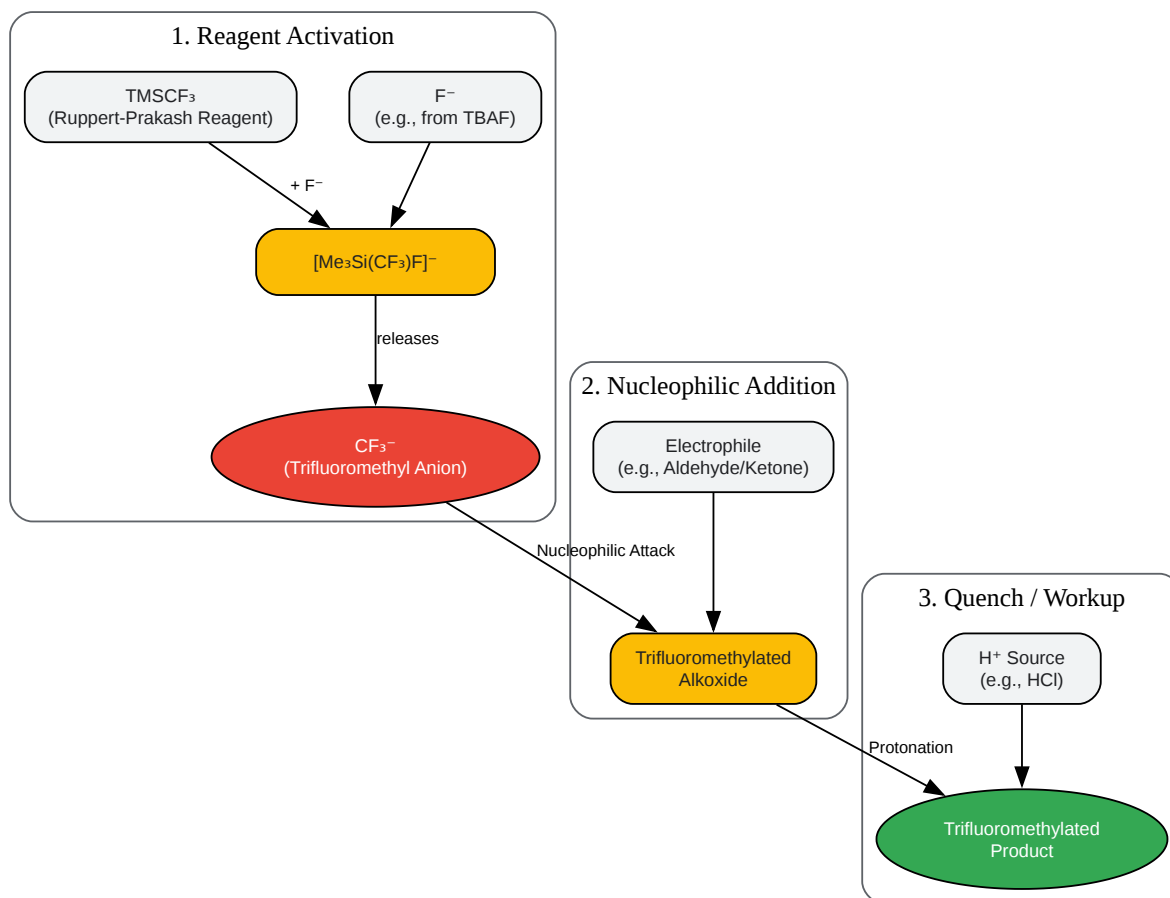 1. Reagent Activation
TMSCF₃
(Ruppert-Prakash Reagent)
F⁻
(e.g., from TBAF)
+ F⁻
[Me₃Si(CF₃)F]⁻
releases
CF₃⁻
(Trifluoromethyl Anion)
2. Nucleophilic Addition
Electrophile
(e.g., Aldehyde/Ketone)
Nucleophilic Attack
Trifluoromethylated
Alkoxide
3. Quench / Workup
H⁺ Source
(e.g., HCl)
Protonation
Trifluoromethylated
Product